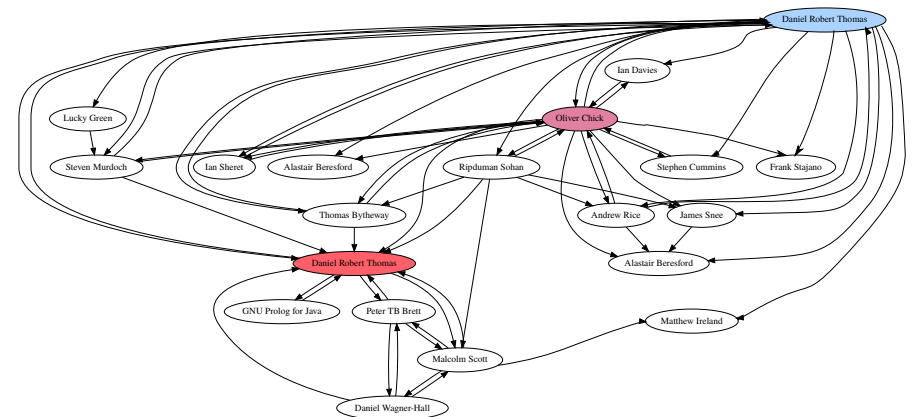 Daniel Robert Thomas
Ian Davies
Lucky Green
Oliver Chick
Steven Murdoch
Ian Sheret
Alastair Beresford
Ripduman Sohan
Stephen Cummins
Frank Stajano
Thomas Bytheway
Andrew Rice
James Snee
Daniel Robert Thomas
Alastair Beresford
GNU Prolog for Java
Peter TB Brett
Matthew Ireland
Malcolm Scott
Daniel Wagner-Hall